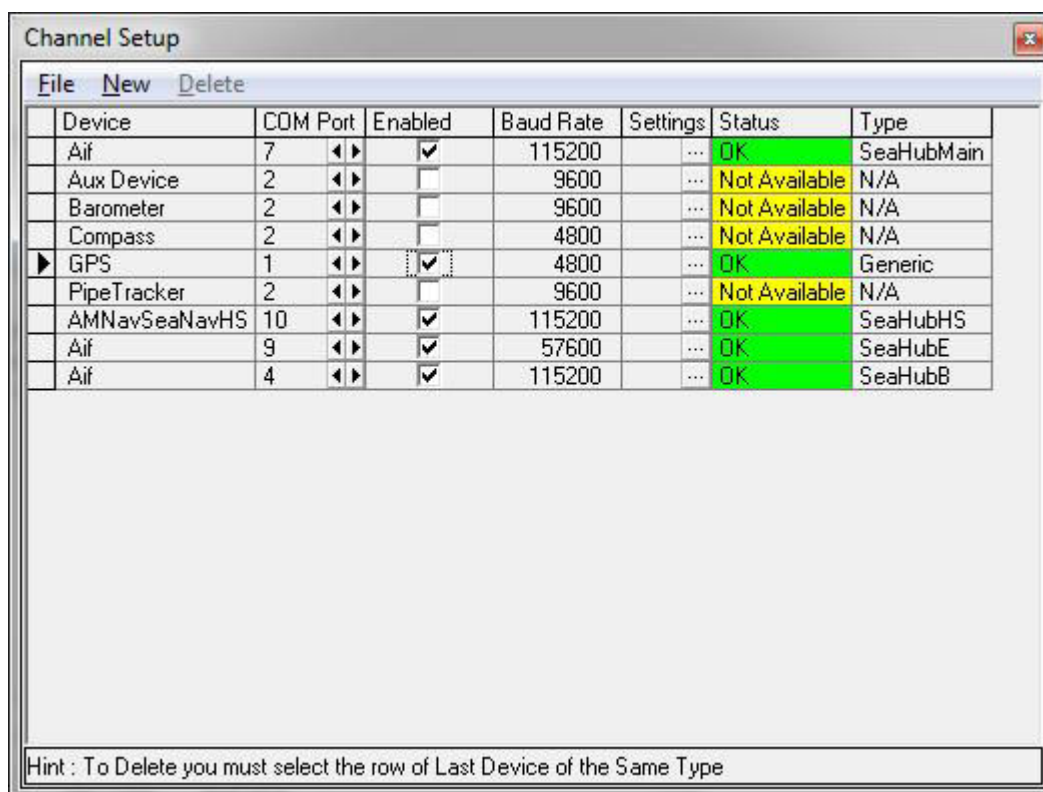 Channel Setup
File New Delete
Device COM Port Enabled Baud Rate Settings Status Type
Aif 7 115200 ... OK SeaHubMain
Aux Device 2 9600 ... Not Available N/A
Barometer 2 9600 ... Not Available N/A
Compass 2 4800 ... Not Available N/A
GPS 1 4800 ... OK Generic
PipeTracker 2 9600 ... Not Available N/A
AMNavSeaNavHS 10 115200 ... OK SeaHubHS
Aif 9 57600 ... OK SeaHubE
Aif 4 115200 ... OK SeaHubB
Hint : To Delete you must select the row of Last Device of the Same Type